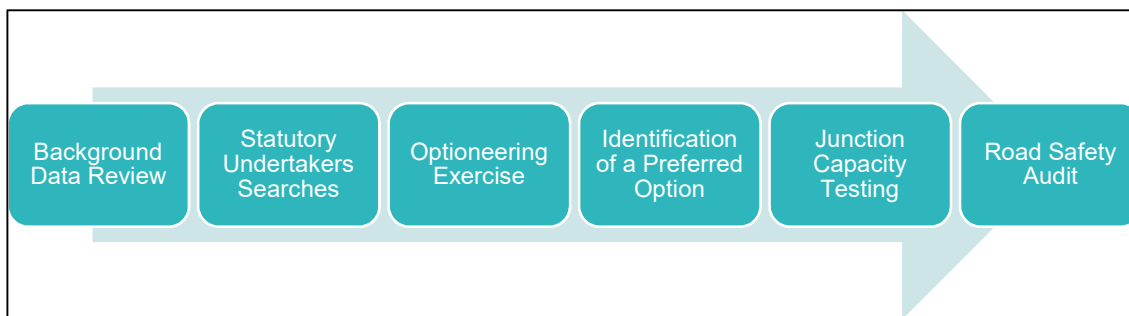 Background
Data Review
Statutory
Undertakers
Searches
Optioneering
Exercise
Identification
of a Preferred
Option
Junction
Capacity
Testing
Road Safety
Audit